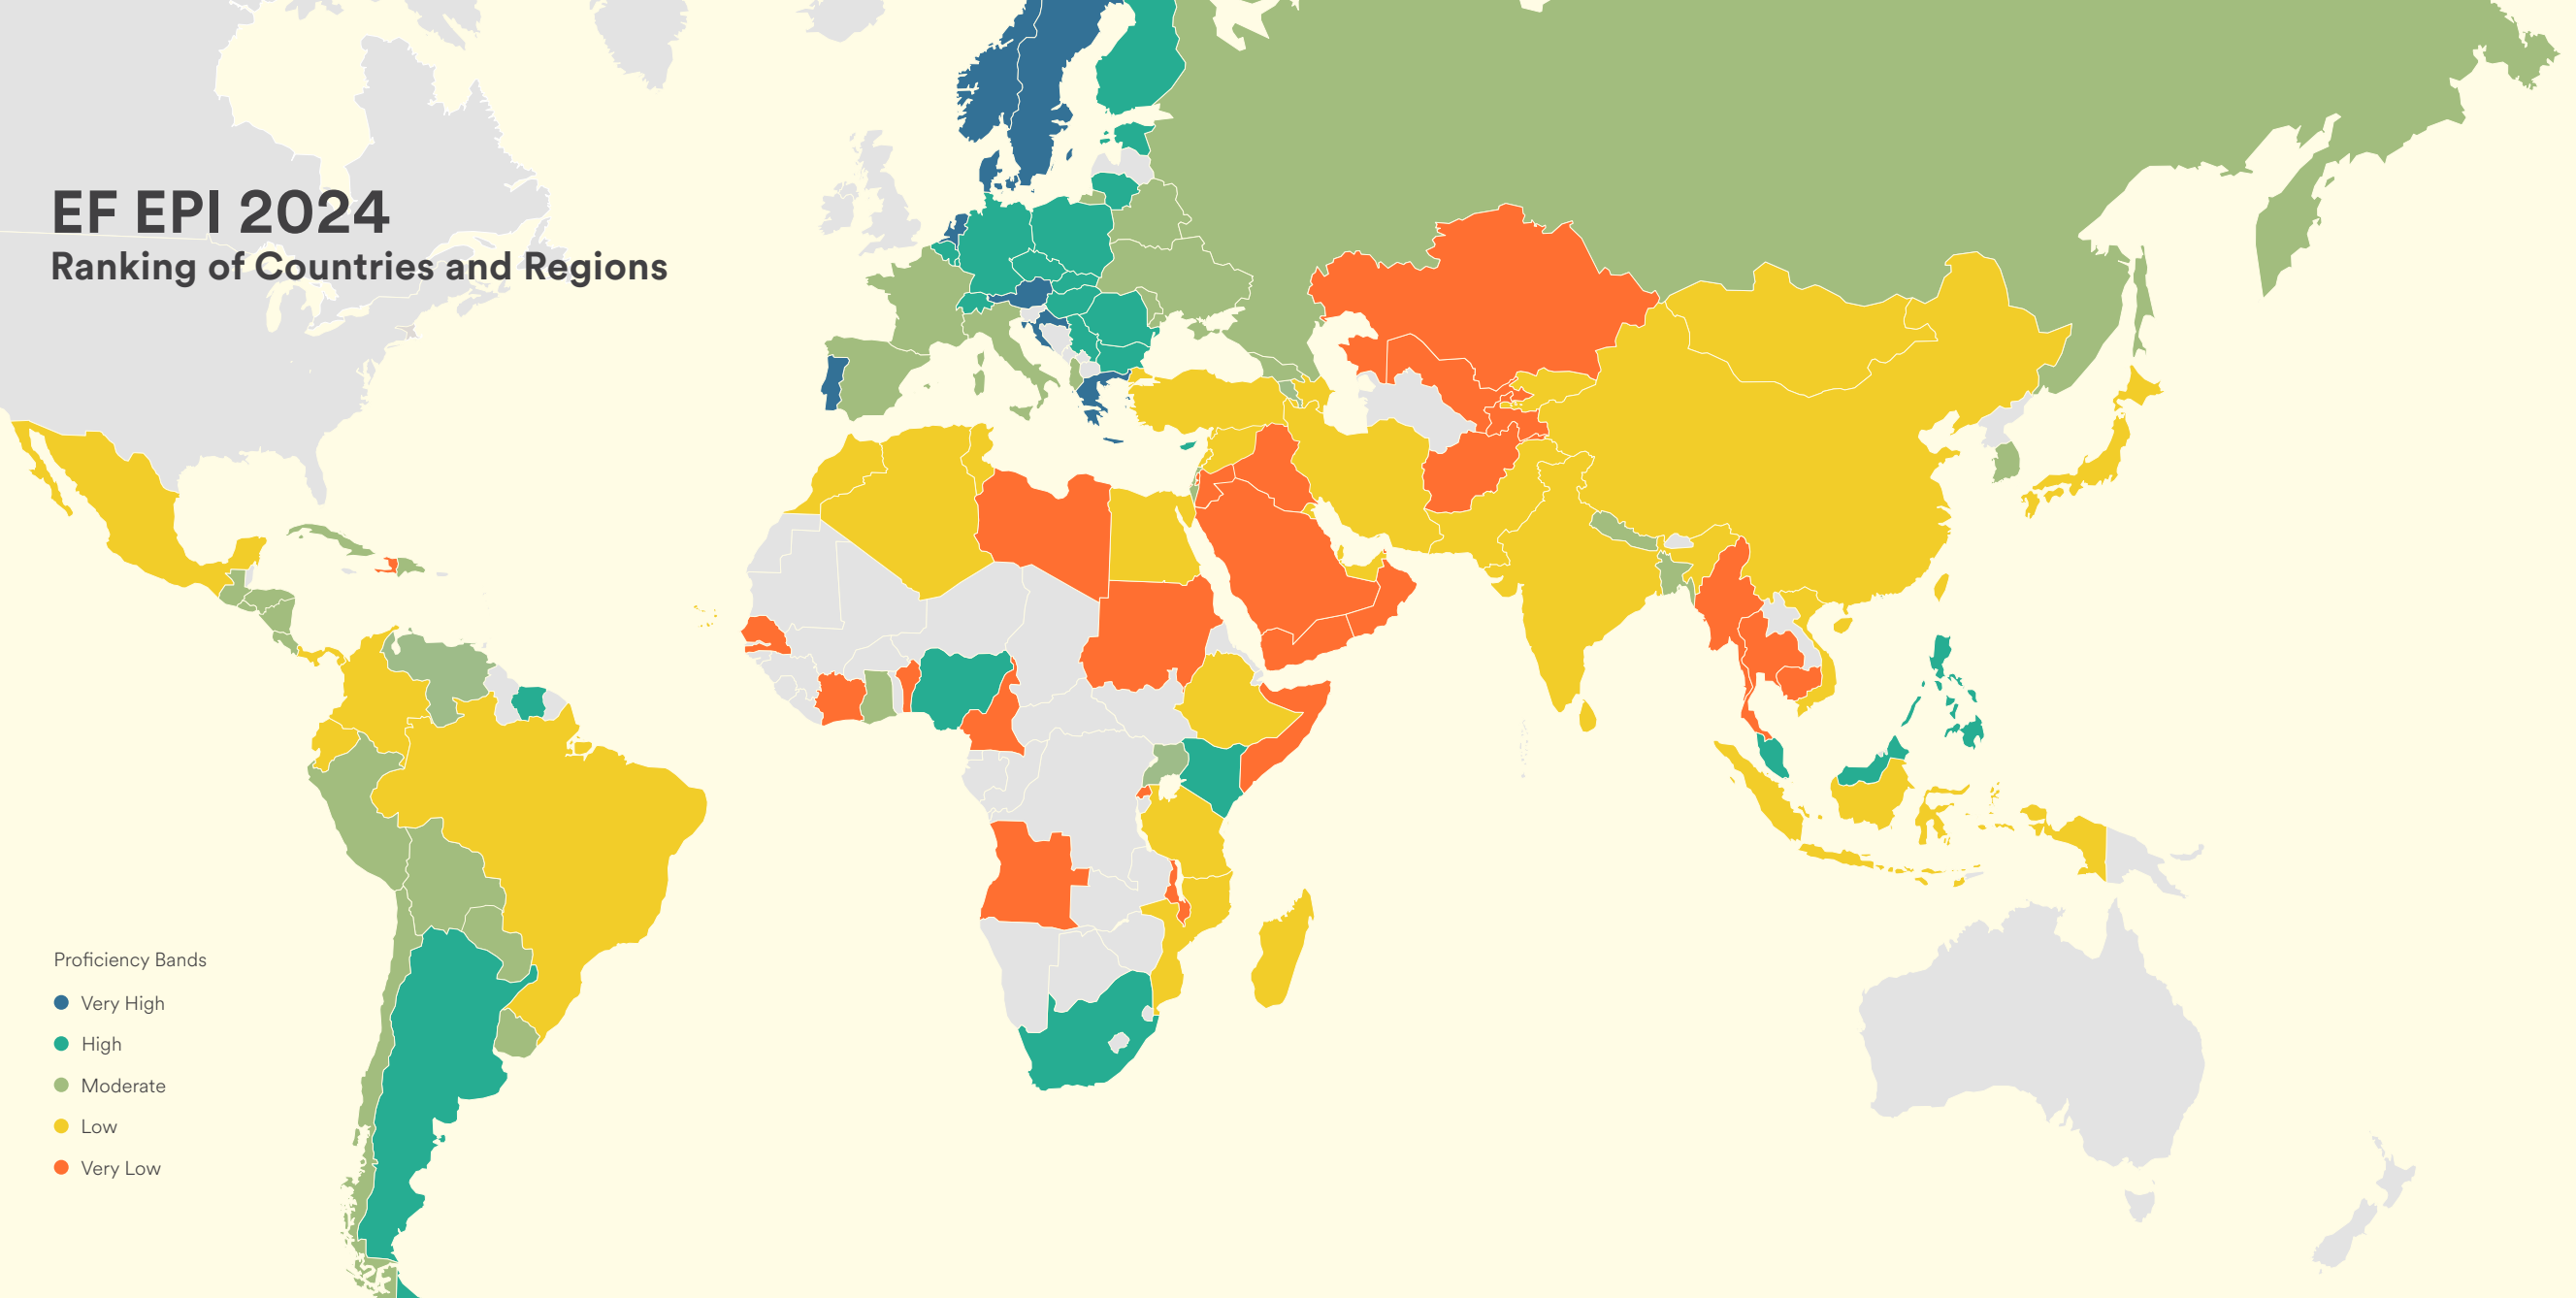 EF EPI 2024
Ranking of Countries and Regions
Proficiency Bands
Very High
High
Moderate
Low
Very Low